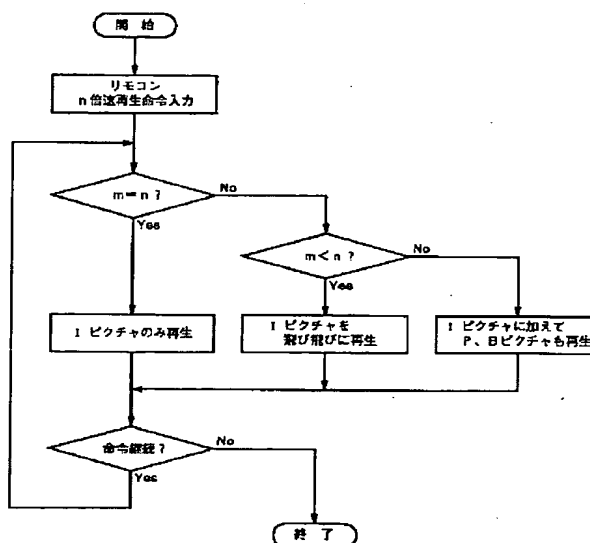 開始
リモコン
n倍速再生命令入力
m=n?
No
Yes
m<n?
No
Yes
I ピクチャのみ再生
I ピクチャを
飛び飛びに再生
I ピクチャに加えて
P、Bピクチャも再生
命令継続?
No
Yes
終了